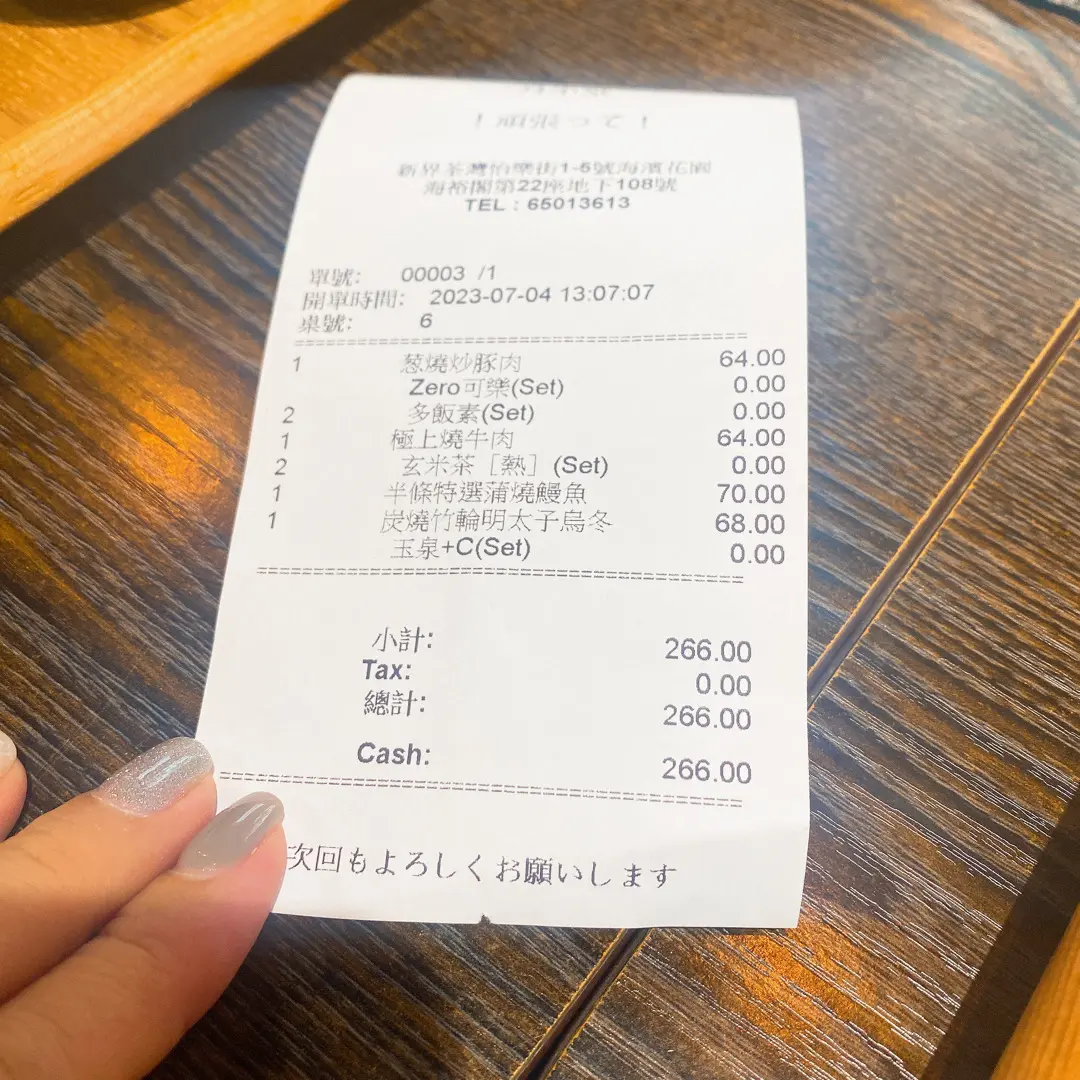 ！頑張って！
新界荃灣怡樂街1-5號海濱花園
海裕閣第22座地下108號
TEL : 65013613
單號: 00003 /1
開單時間: 2023-07-04 13:07:07
桌號: 6
1 葱燒炒豚肉 64.00
Zero可樂(Set) 0.00
2 多飯素(Set) 0.00
1 極上燒牛肉 64.00
2 玄米茶［熱］(Set) 0.00
1 半條特選蒲燒鰻魚 70.00
1 炭燒竹輪明太子烏冬 68.00
玉泉+C(Set) 0.00
小計: 266.00
Tax: 0.00
總計: 266.00
Cash: 266.00
次回もよろしくお願いします